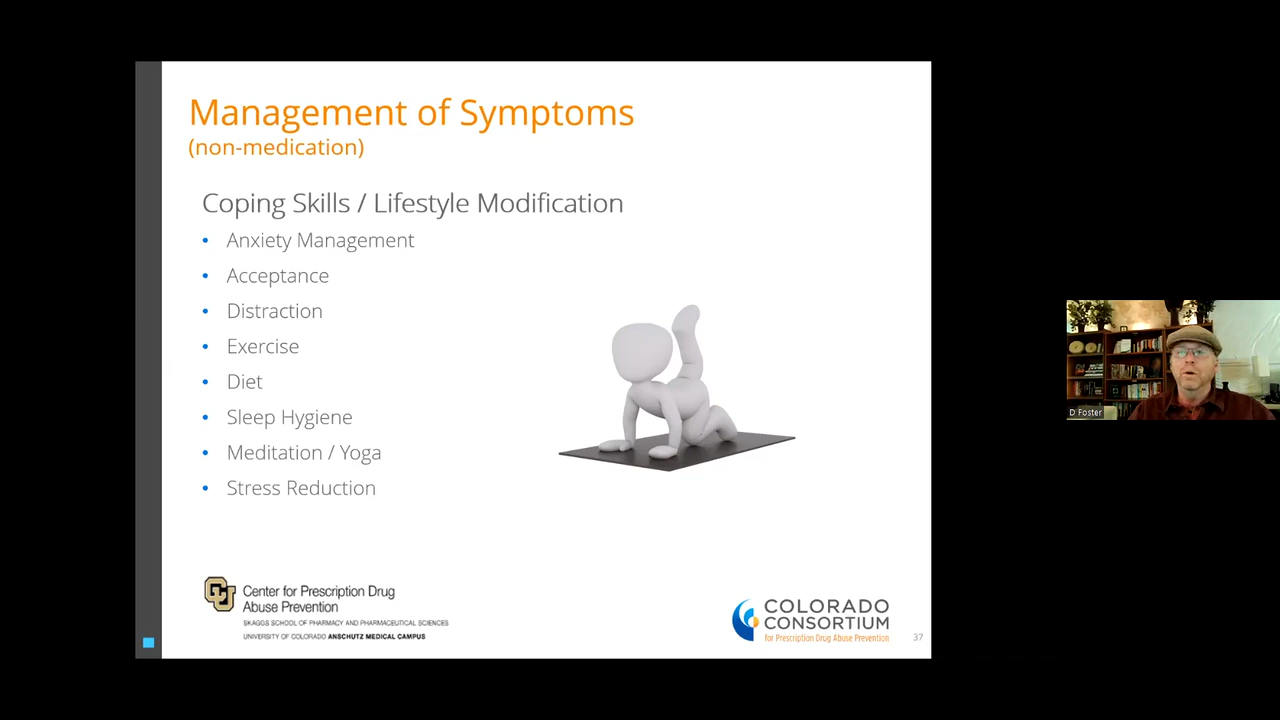 Management of Symptoms
(non-medication)
Coping Skills / Lifestyle Modification
• Anxiety Management
• Acceptance
• Distraction
• Exercise
• Diet
• Sleep Hygiene
• Meditation / Yoga
• Stress Reduction
CU
Center for Prescription Drug
Abuse Prevention
SKAGGS SCHOOL OF PHARMACY AND PHARMACEUTICAL SCIENCES
UNIVERSITY OF COLORADO ANSCHUTZ MEDICAL CAMPUS
COLORADO
CONSORTIUM
for Prescription Drug Abuse Prevention
37
D Foster